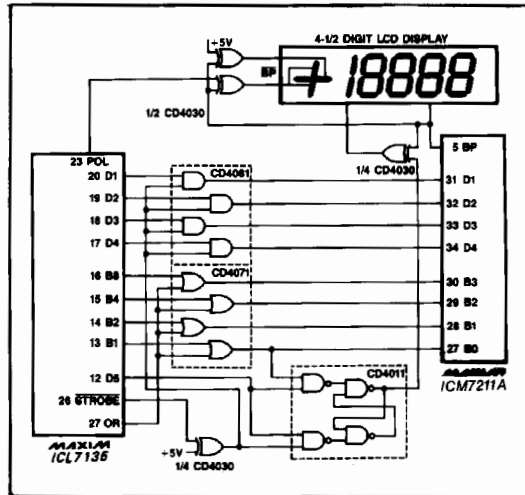 4-1/2 DIGIT LCD DISPLAY
+5V
BP
+18888
1/2 CD4030
1/4 CD4030
5 BP
23 POL
20 D1
CD4081
31 D1
19 D2
32 D2
18 D3
33 D3
17 D4
34 D4
CD4071
16 B8
30 B3
15 B4
29 B2
14 B2
28 B1
13 B1
27 B0
CD4011
12 D5
MAXIM
ICM7211A
26 STROBE
27 OR
+5V
MAXIM
ICL7135
1/4 CD4030